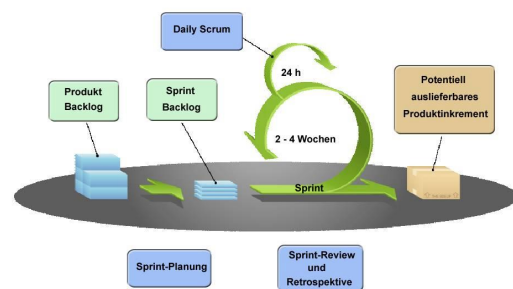 Daily Scrum
24 h
Produkt
Backlog
Sprint
Backlog
Potentiell
auslieferbares
Produktinkrement
2 - 4 Wochen
Sprint
Sprint-Planung
Sprint-Review
und
Retrospektive